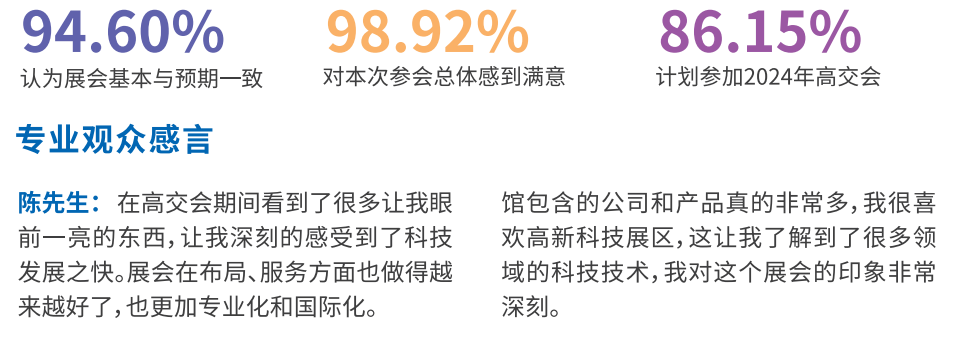 94.60%
认为展会基本与预期一致
98.92%
对本次参会总体感到满意
86.15%
计划参加2024年高交会
专业观众感言
陈先生：在高交会期间看到了很多让我眼
前一亮的东西，让我深刻的感受到了科技
发展之快。展会在布局、服务方面也做得越
来越好了，也更加专业化和国际化。
馆包含的公司和产品真的非常多，我很喜
欢高新科技展区，这让我了解到了很多领
域的科技技术，我对这个展会的印象非常
深刻。